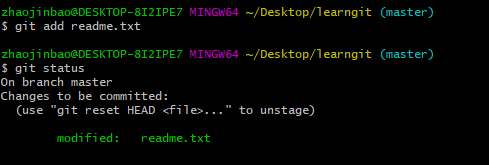 zhaojinbao@DESKTOP-8I2IPE7 MINGW64 ~/Desktop/learngit (master)
$ git add readme.txt
zhaojinbao@DESKTOP-8I2IPE7 MINGW64 ~/Desktop/learngit (master)
$ git status
On branch master
Changes to be committed:
  (use "git reset HEAD <file>..." to unstage)
        modified:   readme.txt